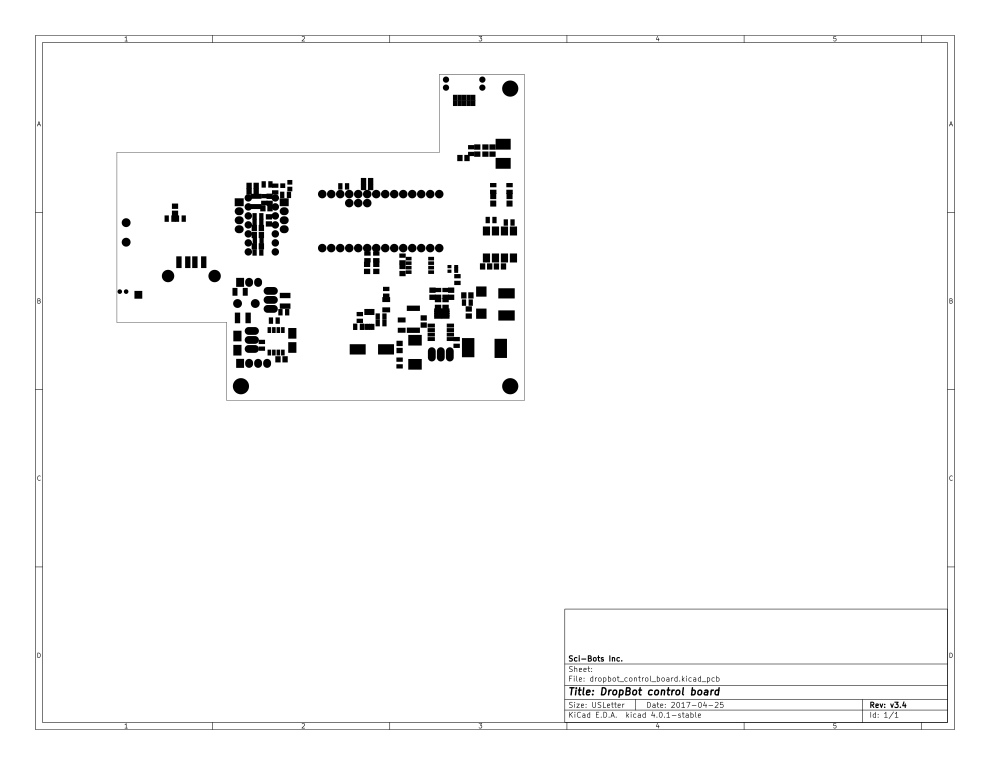 1 2 3 4 5
A A
B B
C C
D D
Sci-Bots Inc.
Sheet:
File: dropbot_control_board.kicad_pcb
Title: DropBot control board
Size: USLetter Date: 2017-04-25 Rev: v3.4
KiCad E.D.A. kicad 4.0.1-stable Id: 1/1
1 2 3 4 5